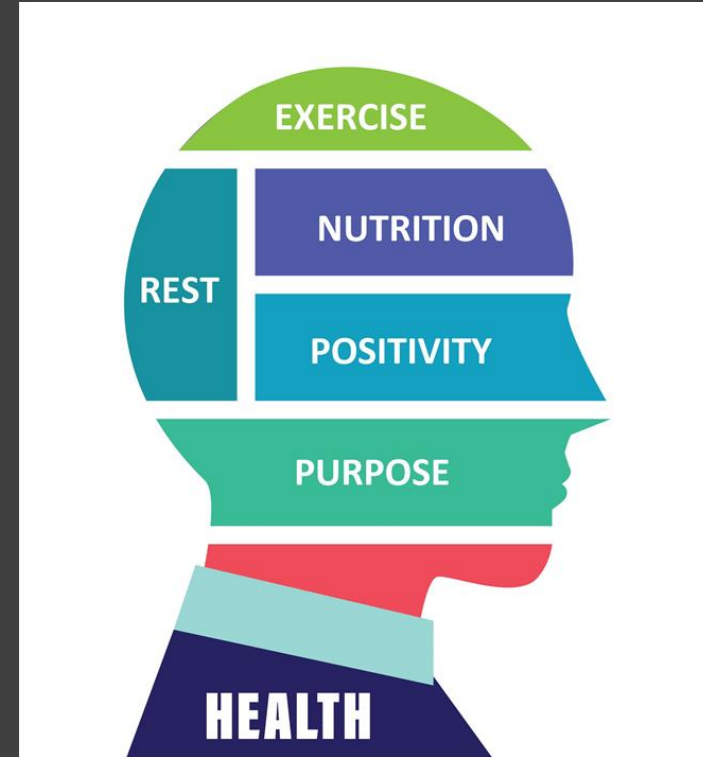 EXERCISE
NUTRITION
REST
POSITIVITY
PURPOSE
HEALTH